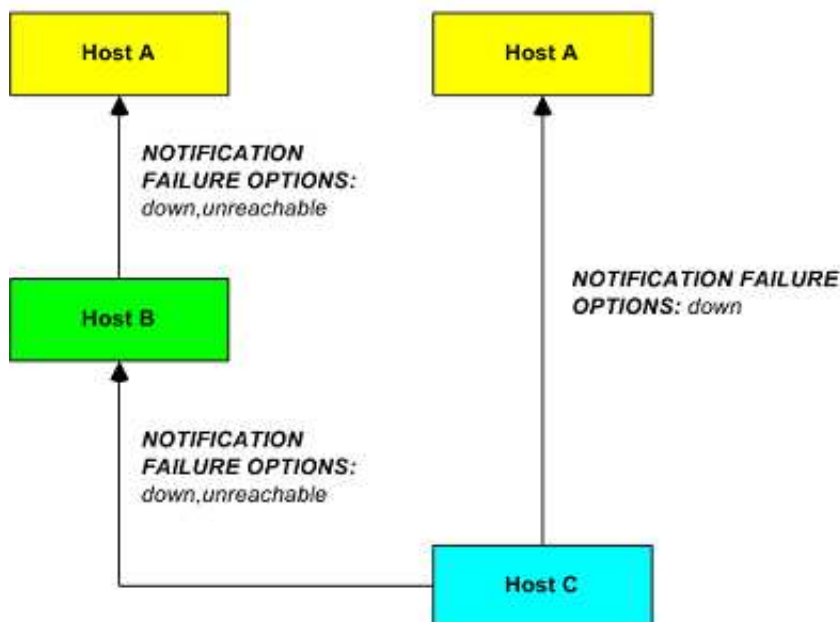 Host A
Host A
NOTIFICATION
FAILURE OPTIONS:
down,unreachable
NOTIFICATION FAILURE
OPTIONS: down
Host B
NOTIFICATION
FAILURE OPTIONS:
down,unreachable
Host C